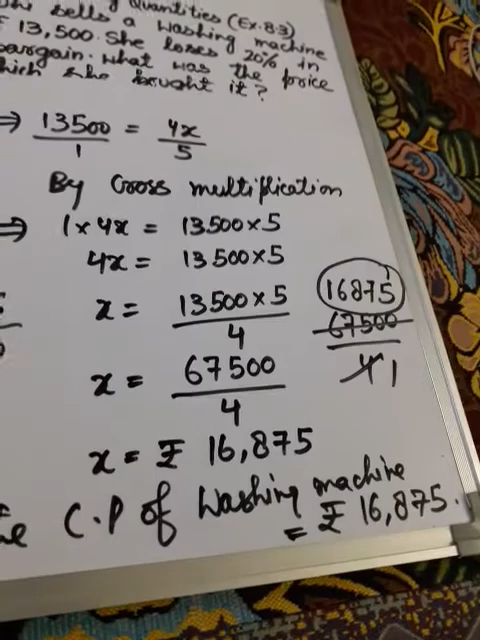 Quantities (Ex-8.3)
She sells a washing machine
₹ 13,500. She loses 20% in
bargain. What was the price
which she bought it?
⇒ 13500/1 = 4x/5
By Cross multiplication
⇒ 1×4x = 13500×5
4x = 13500×5
x = 13500×5/4
16875
67500/4 1
x = 67500/4
x = ₹ 16,875
C.P of Washing machine
= ₹ 16,875.